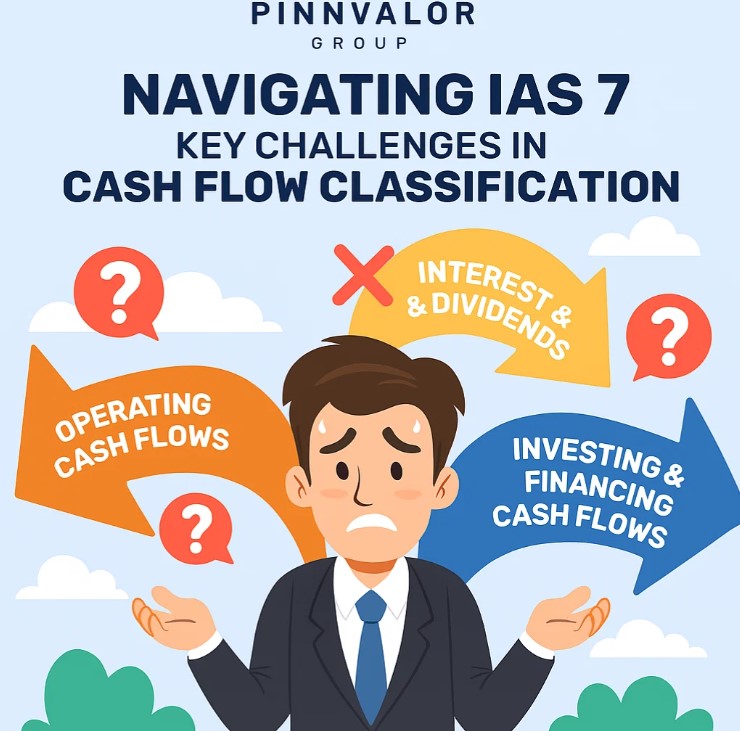 PINNVALOR
GROUP
NAVIGATING IAS 7
KEY CHALLENGES IN
CASH FLOW CLASSIFICATION
?
INTEREST &
& DIVIDENDS
?
OPERATING
CASH FLOWS
INVESTING &
FINANCING
CASH FLOWS
?